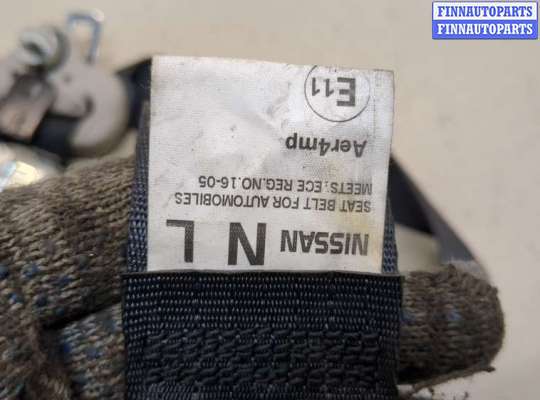 FINNAUTOPARTS
FINNAUTOPARTS
NISSAN N L
SEAT BELT FOR AUTOMOBILES
MEETS: ECE REG.NO.16-05
Aer4mp
E11